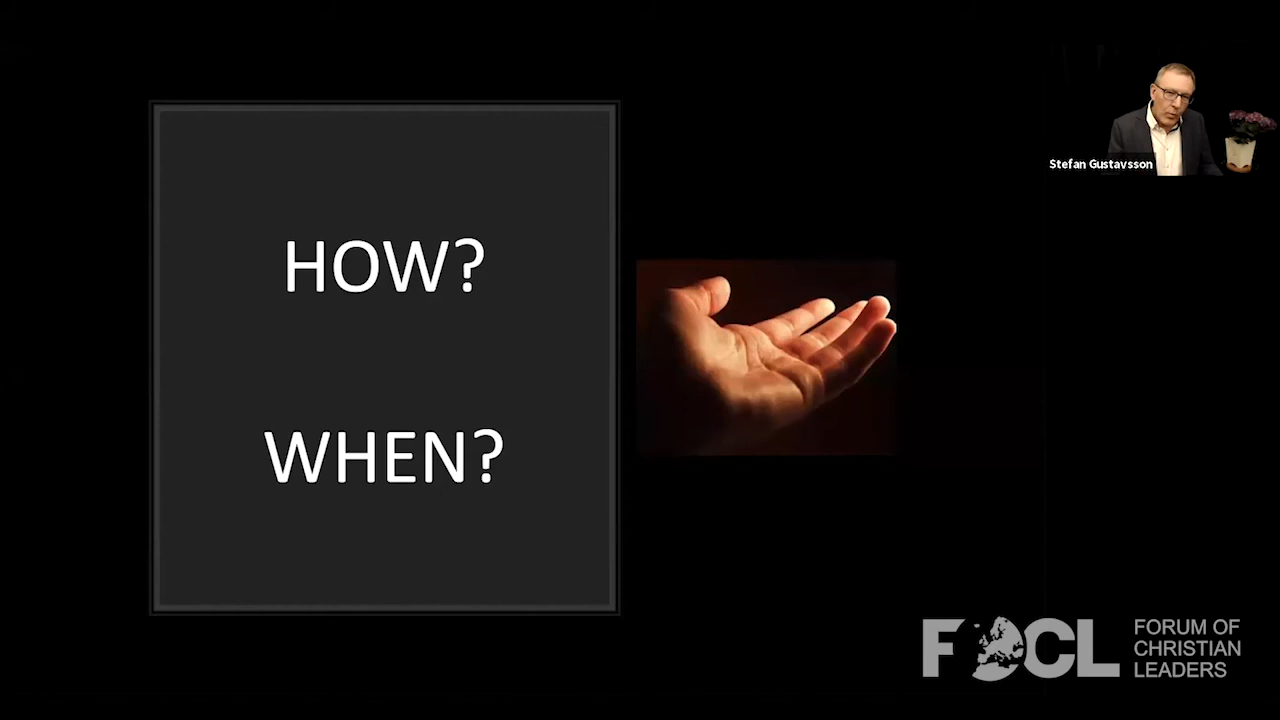 HOW?
WHEN?
Stefan Gustavsson
FOCL
FORUM OF
CHRISTIAN
LEADERS